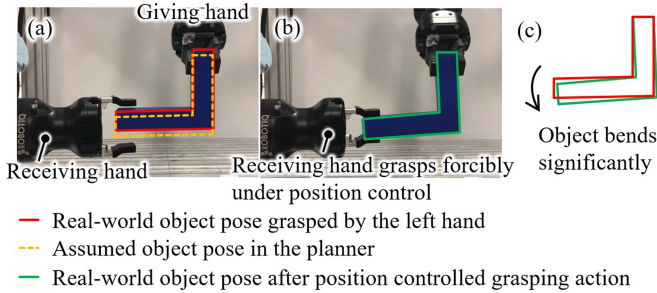 Giving hand
(a)
(b)
(c)
ROBOTIQ
ROBOTIQ
Receiving hand
Receiving hand grasps forcibly
under position control
Object bends
significantly
Real-world object pose grasped by the left hand
Assumed object pose in the planner
Real-world object pose after position controlled grasping action